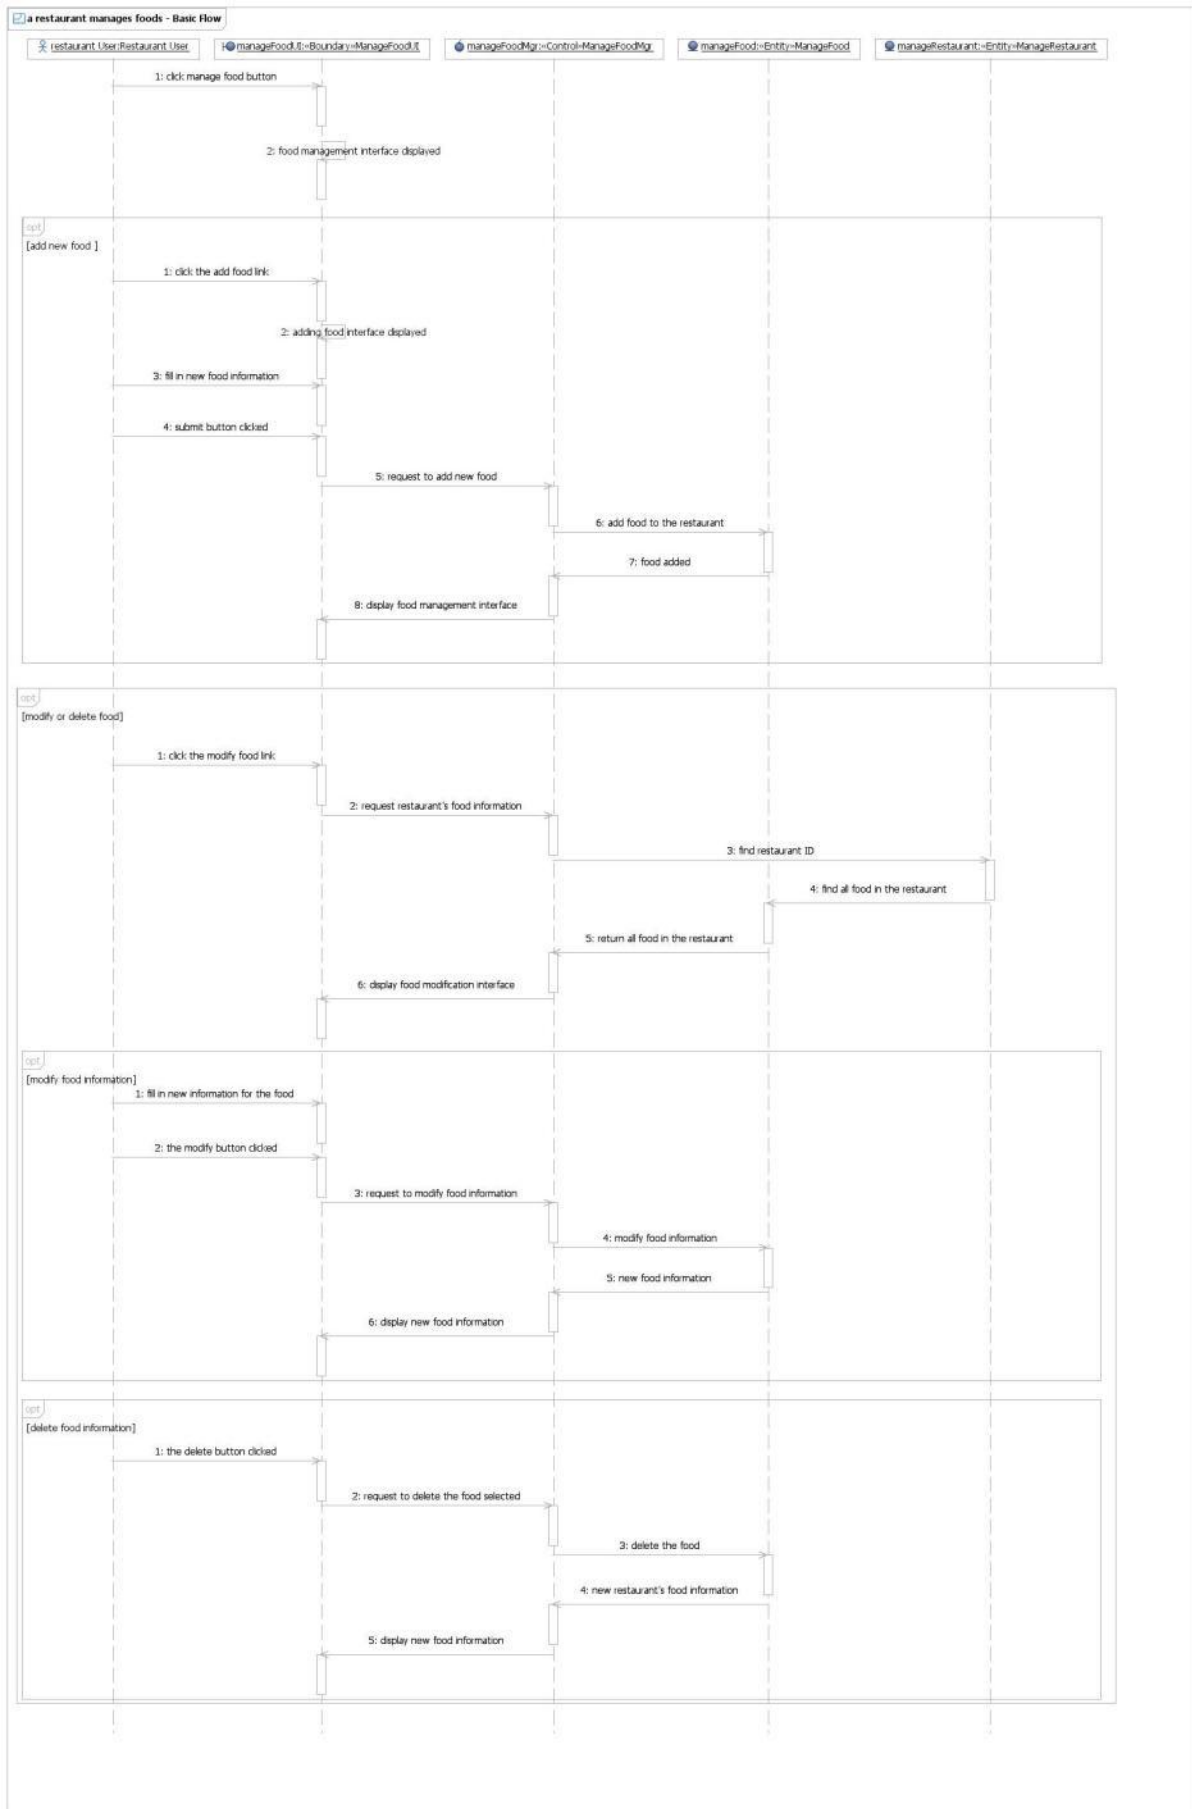 a restaurant manages foods - Basic Flow
restaurant User:Restaurant User
manageFoodUI:«Boundary»ManageFoodUI
manageFoodMgr:«Control»ManageFoodMgr
manageFood:«Entity»ManageFood
manageRestaurant:«Entity»ManageRestaurant
1: click manage food button
2: food management interface displayed
opt
[add new food ]
1: click the add food link
2: adding food interface displayed
3: fill in new food information
4: submit button clicked
5: request to add new food
6: add food to the restaurant
7: food added
8: display food management interface
opt
[modify or delete food]
1: click the modify food link
2: request restaurant's food information
3: find restaurant ID
4: find all food in the restaurant
5: return all food in the restaurant
6: display food modification interface
opt
[modify food information]
1: fill in new information for the food
2: the modify button clicked
3: request to modify food information
4: modify food information
5: new food information
6: display new food information
opt
[delete food information]
1: the delete button clicked
2: request to delete the food selected
3: delete the food
4: new restaurant's food information
5: display new food information